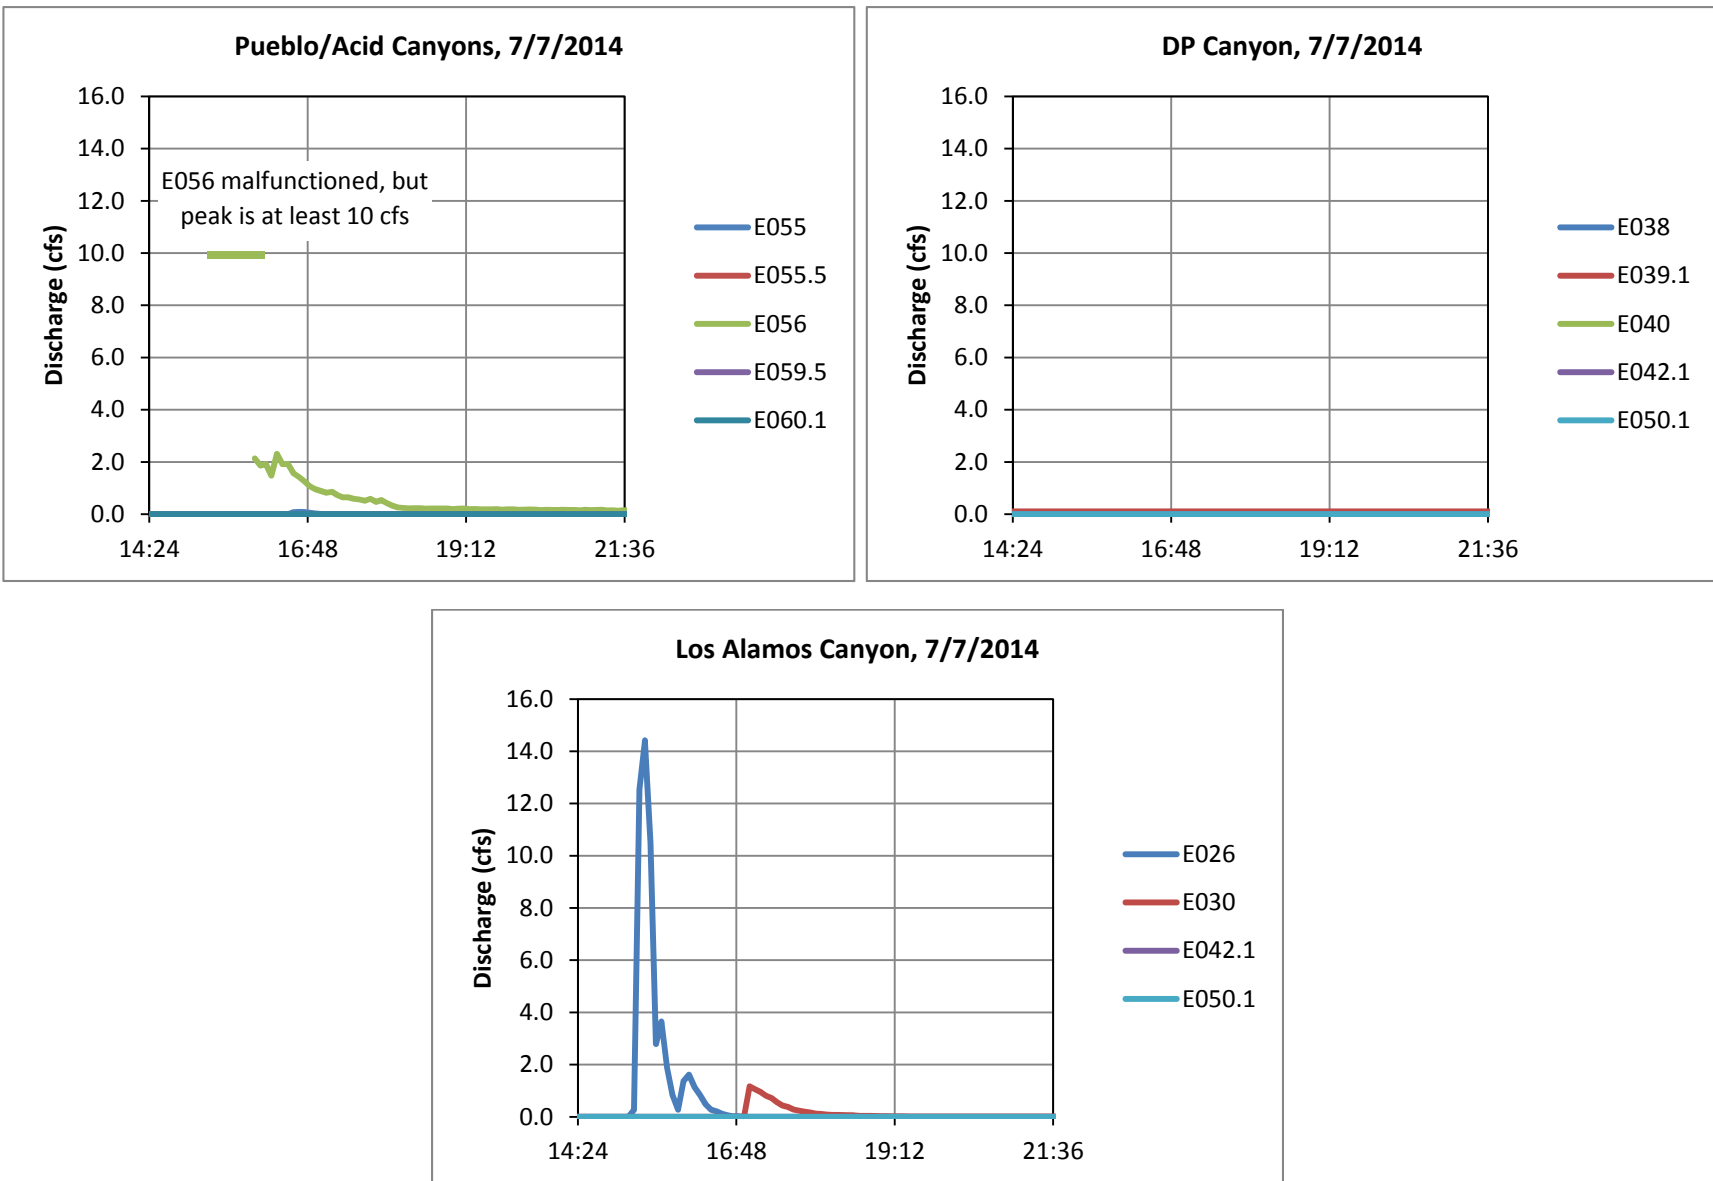 Pueblo/Acid Canyons, 7/7/2014
16.0
14.0
12.0
10.0
8.0
6.0
4.0
2.0
0.0
Discharge (cfs)
E056 malfunctioned, but
peak is at least 10 cfs
14:24 16:48 19:12 21:36
E055
E055.5
E056
E059.5
E060.1
DP Canyon, 7/7/2014
16.0
14.0
12.0
10.0
8.0
6.0
4.0
2.0
0.0
Discharge (cfs)
14:24 16:48 19:12 21:36
E038
E039.1
E040
E042.1
E050.1
Los Alamos Canyon, 7/7/2014
16.0
14.0
12.0
10.0
8.0
6.0
4.0
2.0
0.0
Discharge (cfs)
14:24 16:48 19:12 21:36
E026
E030
E042.1
E050.1